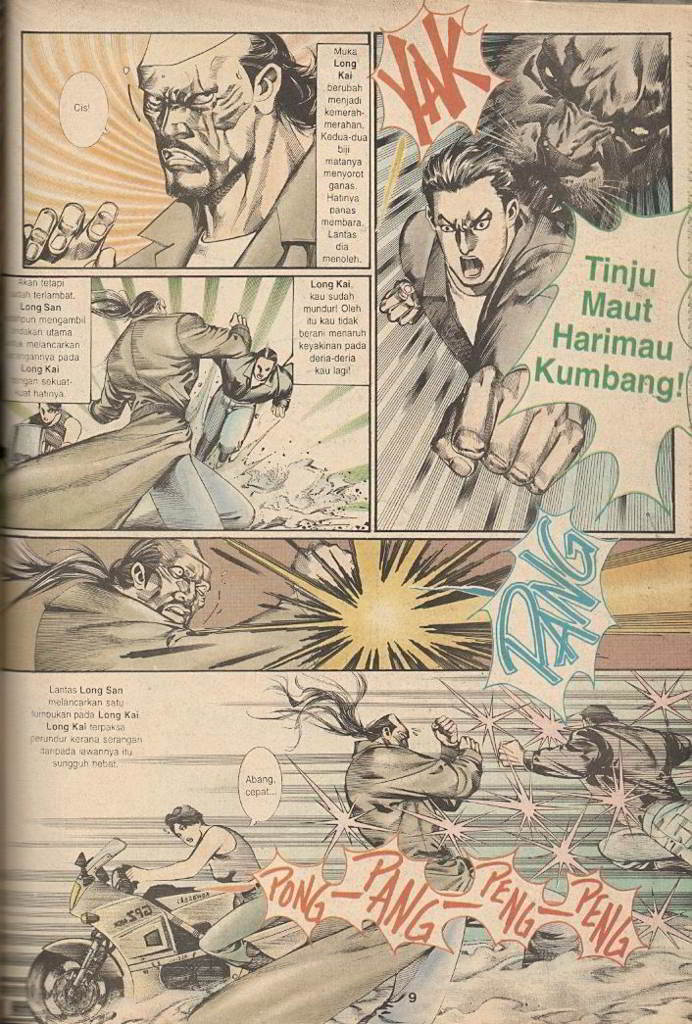 Cis!
Muka
Long
Kai
berubah
menjadi
kemerah-
merahan.
Kedua-dua
biji
matanya
menyorot
ganas.
Hatinya
panas
membara.
Lantas
dia
menoleh.
YAK
Tinju
Maut
Harimau
Kumbang!
Akan tetapi
terlambat.
Long San
mengambil
utama
melancarkan
pada
Long Kai
sekuat-
kuat hatinya.
Long Kai,
kau sudah
mundur! Oleh
itu kau tidak
berani menaruh
keyakinan pada
deria-deria
kau lagi!
PANG
Lantas Long San
melancarkan satu
tumbukan pada Long Kai
Long Kai terpaksa
perundur kerana serangan
daripada lawannya itu
sungguh hebat.
Abang,
cepat...
PONG - PANG - PENG - PENG
9